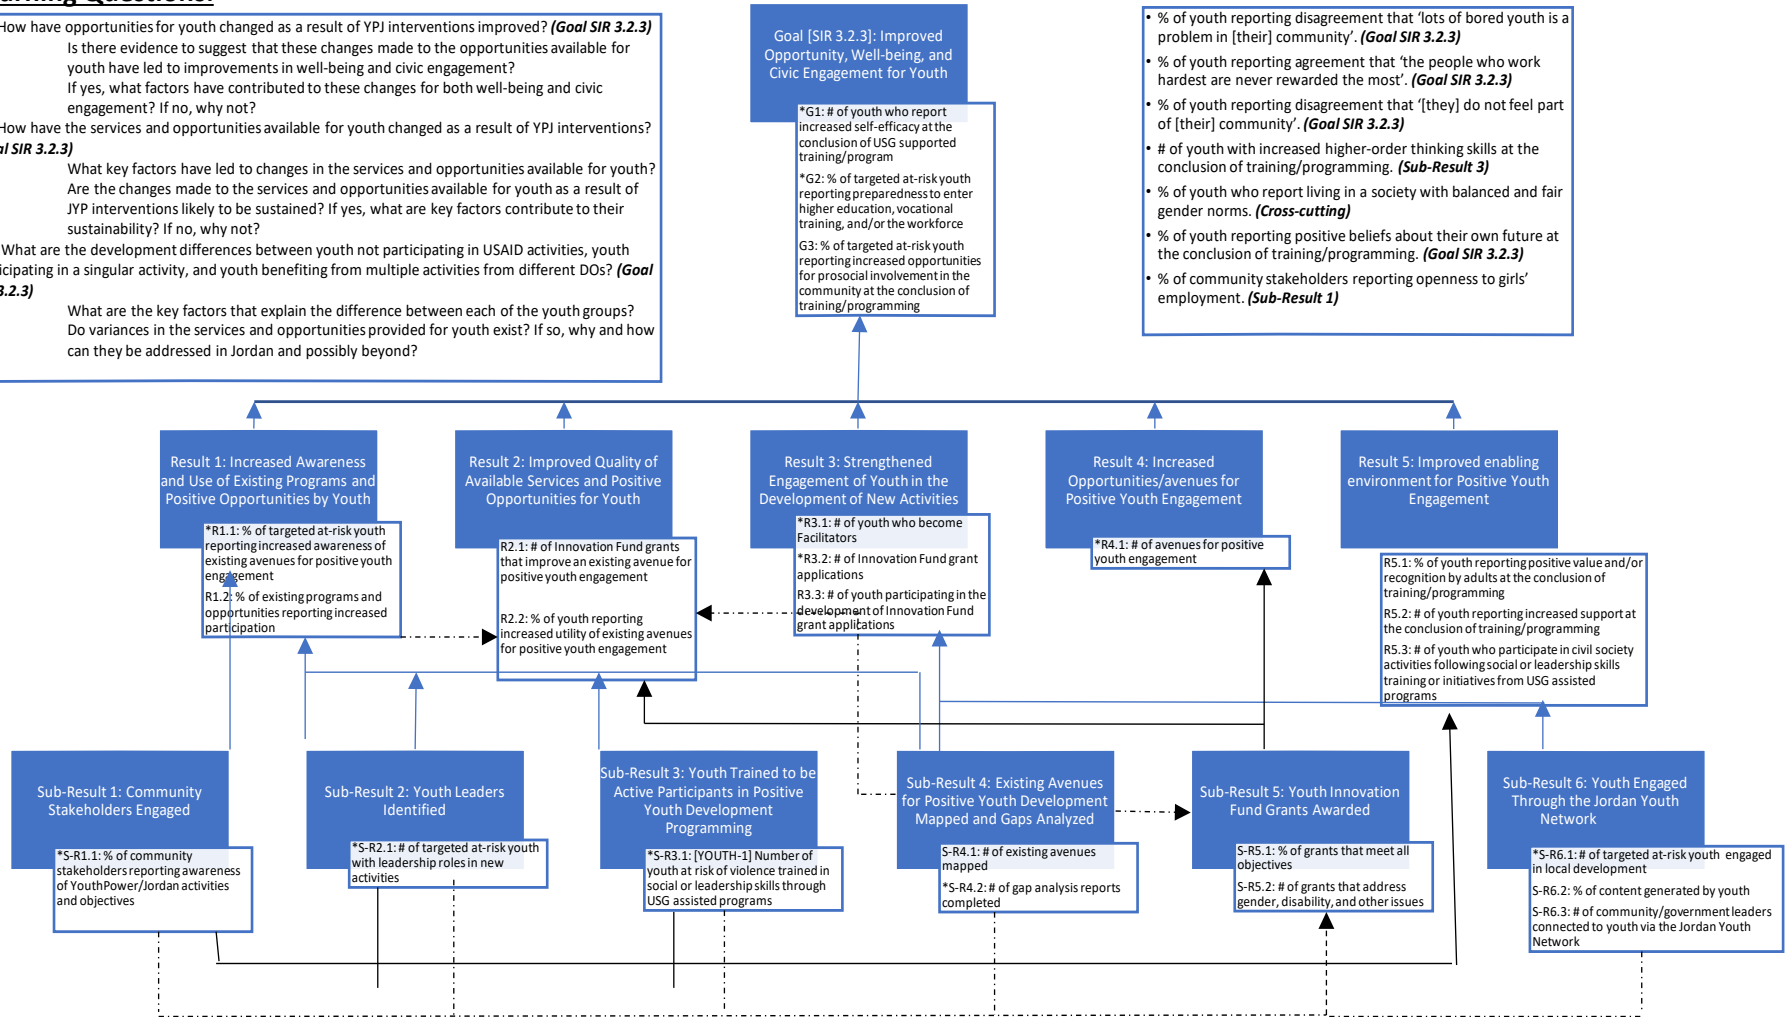 How have opportunities for youth changed as a result of YPJ interventions improved? (Goal SIR 3.2.3)
Is there evidence to suggest that these changes made to the opportunities available for
youth have led to improvements in well-being and civic engagement?
If yes, what factors have contributed to these changes for both well-being and civic
engagement? If no, why not?
How have the services and opportunities available for youth changed as a result of YPJ interventions?
SIR 3.2.3)
What key factors have led to changes in the services and opportunities available for youth?
Are the changes made to the services and opportunities available for youth as a result of
JYP interventions likely to be sustained? If yes, what are key factors contribute to their
sustainability? If no, why not?
What are the development differences between youth not participating in USAID activities, youth
in a singular activity, and youth benefiting from multiple activities from different DOs? (Goal
3.2.3)
What are the key factors that explain the difference between each of the youth groups?
Do variances in the services and opportunities provided for youth exist? If so, why and how
can they be addressed in Jordan and possibly beyond?
Goal [SIR 3.2.3]: Improved
Opportunity, Well-being, and
Civic Engagement for Youth
*G1: # of youth who report
increased self-efficacy at the
conclusion of USG supported
training/program
*G2: % of targeted at-risk youth
reporting preparedness to enter
higher education, vocational
training, and/or the workforce
G3: % of targeted at-risk youth
reporting increased opportunities
for prosocial involvement in the
community at the conclusion of
training/programming
• % of youth reporting disagreement that ‘lots of bored youth is a
problem in [their] community’. (Goal SIR 3.2.3)
• % of youth reporting agreement that ‘the people who work
hardest are never rewarded the most’. (Goal SIR 3.2.3)
• % of youth reporting disagreement that ‘[they] do not feel part
of [their] community’. (Goal SIR 3.2.3)
• # of youth with increased higher-order thinking skills at the
conclusion of training/programming. (Sub-Result 3)
• % of youth who report living in a society with balanced and fair
gender norms. (Cross-cutting)
• % of youth reporting positive beliefs about their own future at
the conclusion of training/programming. (Goal SIR 3.2.3)
• % of community stakeholders reporting openness to girls’
employment. (Sub-Result 1)
Result 1: Increased Awareness
and Use of Existing Programs and
Positive Opportunities by Youth
*R1.1: % of targeted at-risk youth
reporting increased awareness of
existing avenues for positive youth
engagement
R1.2: % of existing programs and
opportunities reporting increased
participation
Result 2: Improved Quality of
Available Services and Positive
Opportunities for Youth
R2.1: # of Innovation Fund grants
that improve an existing avenue for
positive youth engagement
R2.2: % of youth reporting
increased utility of existing avenues
for positive youth engagement
Result 3: Strengthened
Engagement of Youth in the
Development of New Activities
*R3.1: # of youth who become
Facilitators
*R3.2: # of Innovation Fund grant
applications
R3.3: # of youth participating in the
development of Innovation Fund
grant applications
Result 4: Increased
Opportunities/avenues for
Positive Youth Engagement
*R4.1: # of avenues for positive
youth engagement
Result 5: Improved enabling
environment for Positive Youth
Engagement
R5.1: % of youth reporting positive value and/or
recognition by adults at the conclusion of
training/programming
R5.2: # of youth reporting increased support at
the conclusion of training/programming
R5.3: # of youth who participate in civil society
activities following social or leadership skills
training or initiatives from USG assisted
programs
Sub-Result 1: Community
Stakeholders Engaged
*S-R1.1: % of community
stakeholders reporting awareness
of YouthPower/Jordan activities
and objectives
Sub-Result 2: Youth Leaders
Identified
*S-R2.1: # of targeted at-risk youth
with leadership roles in new
activities
Sub-Result 3: Youth Trained to be
Active Participants in Positive
Youth Development
Programming
*S-R3.1: [YOUTH-1] Number of
youth at risk of violence trained in
social or leadership skills through
USG assisted programs
Sub-Result 4: Existing Avenues
for Positive Youth Development
Mapped and Gaps Analyzed
S-R4.1: # of existing avenues
mapped
*S-R4.2: # of gap analysis reports
completed
Sub-Result 5: Youth Innovation
Fund Grants Awarded
S-R5.1: % of grants that meet all
objectives
S-R5.2: # of grants that address
gender, disability, and other issues
Sub-Result 6: Youth Engaged
Through the Jordan Youth
Network
*S-R6.1: # of targeted at-risk youth engaged
in local development
S-R6.2: % of content generated by youth
S-R6.3: # of community/government leaders
connected to youth via the Jordan Youth
Network